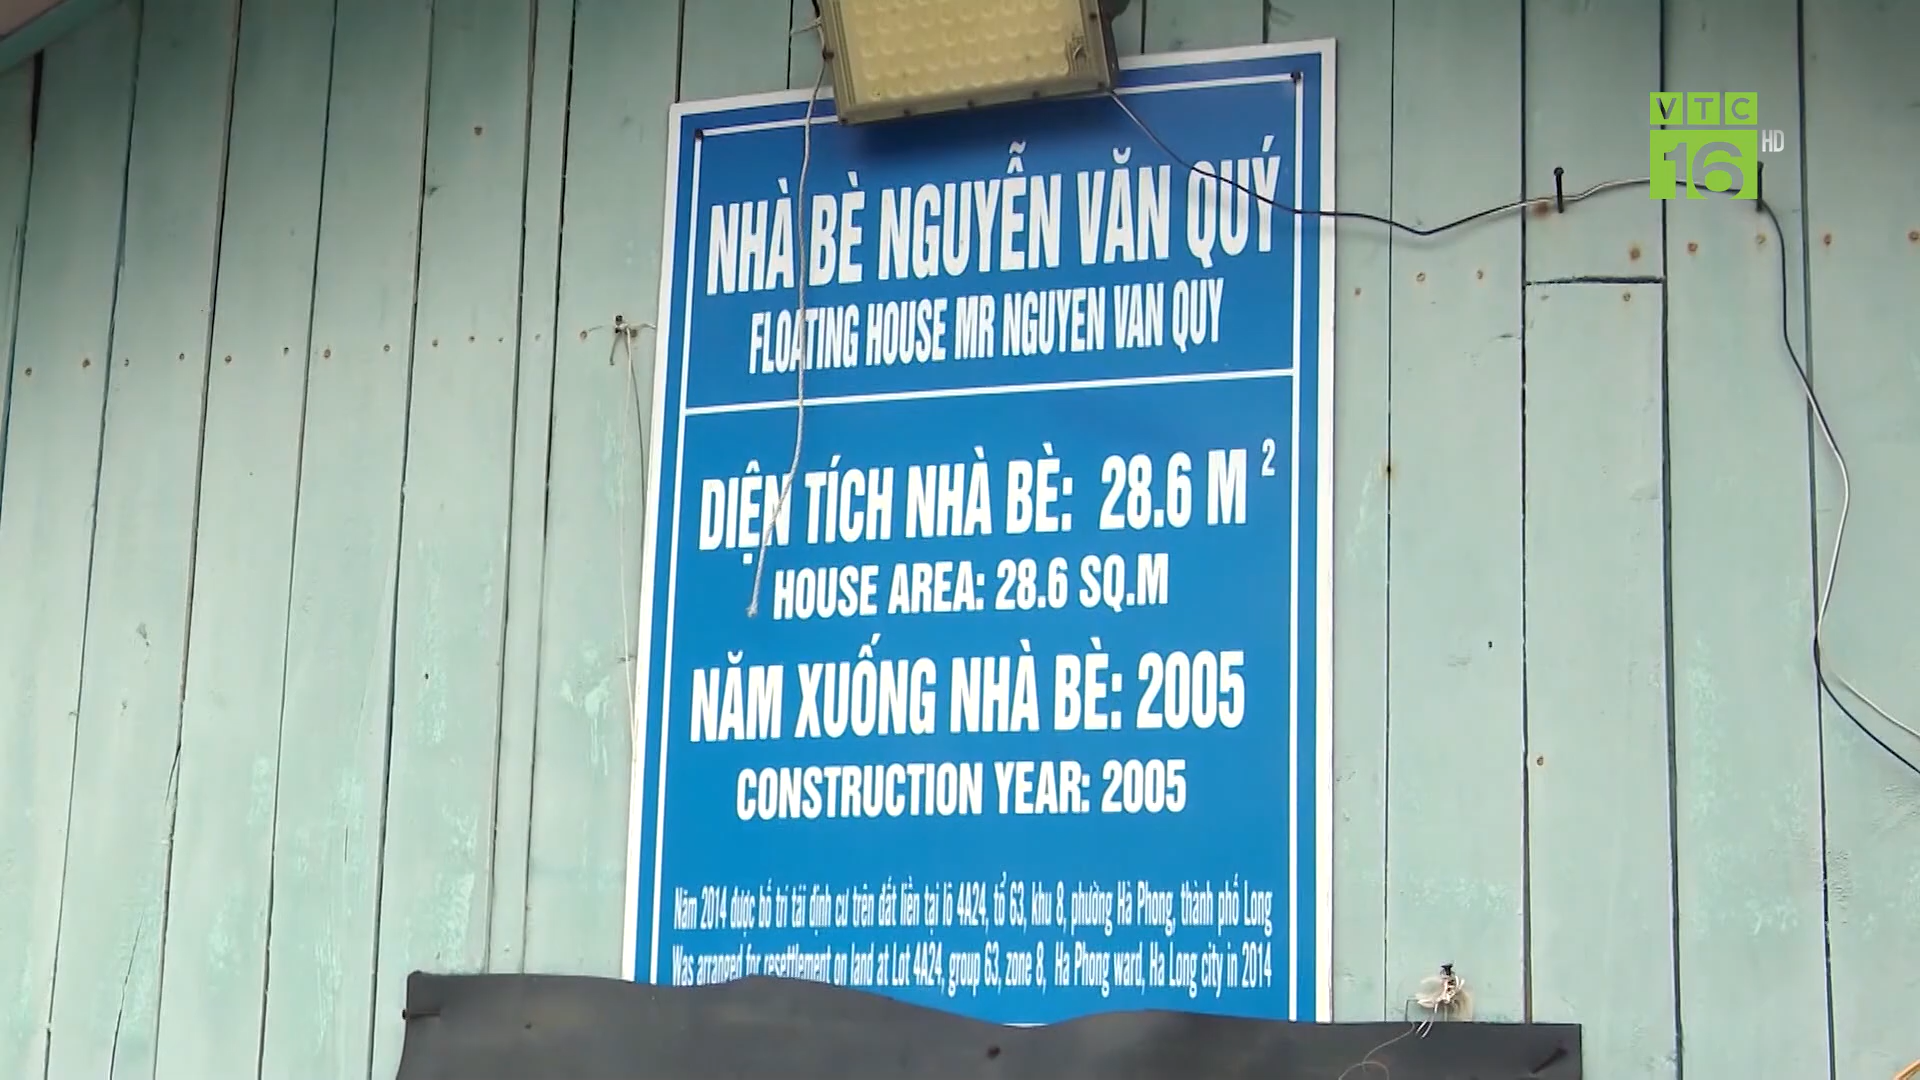 VTC
16 HD
NHÀ BÈ NGUYỄN VĂN QUÝ
FLOATING HOUSE MR NGUYEN VAN QUY
DIỆN TÍCH NHÀ BÈ: 28.6 M²
HOUSE AREA: 28.6 SQ.M
NĂM XUỐNG NHÀ BÈ: 2005
CONSTRUCTION YEAR: 2005
Năm 2014 được bố trí tái định cư trên đất liền tại lô 4A24, tổ 63, khu 8, phường Hà Phong, thành phố Long
Was arranged for resettlement on land at Lot 4A24, group 63, zone 8, Ha Phong ward, Ha Long city in 2014